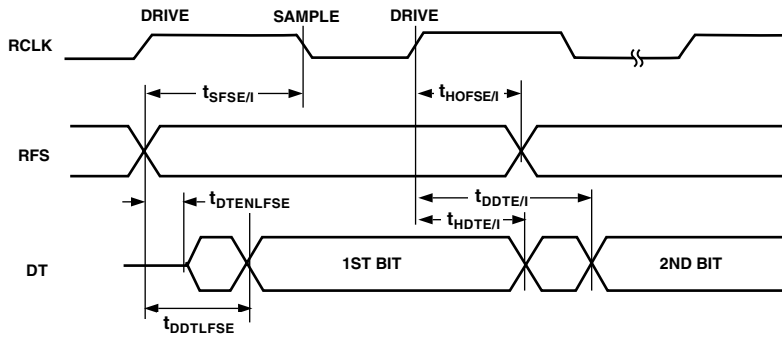 DRIVE SAMPLE DRIVE
RCLK
tSFSE/I tHOFSE/I
RFS
tDDTE/I
tDTENLFSE
tHDTE/I
DT 1ST BIT 2ND BIT
tDDTLFSE